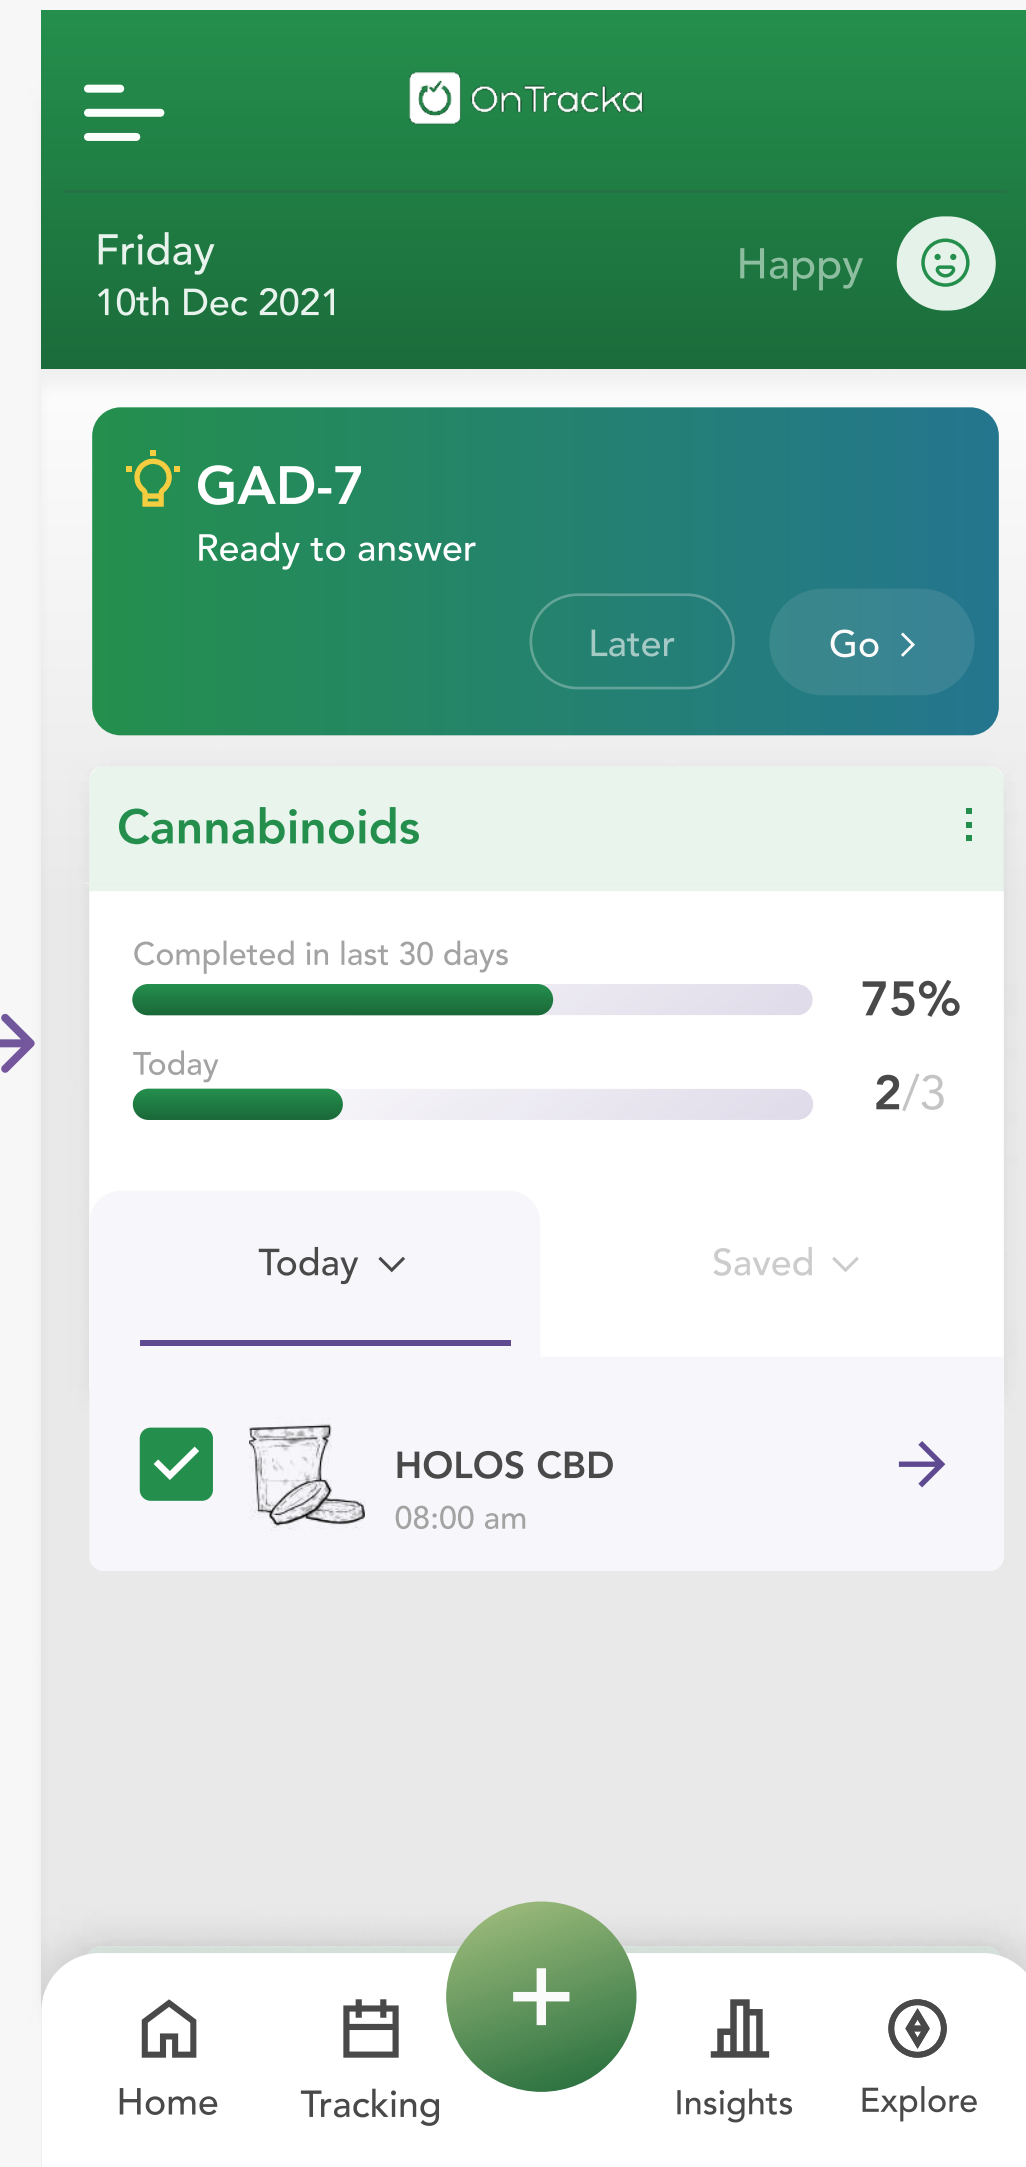 OnTracka
Friday
10th Dec 2021
Happy
GAD-7
Ready to answer
Later
Go
Cannabinoids
Completed in last 30 days
75%
Today
2/3
Today
Saved
HOLOS CBD
08:00 am
Home
Tracking
Insights
Explore